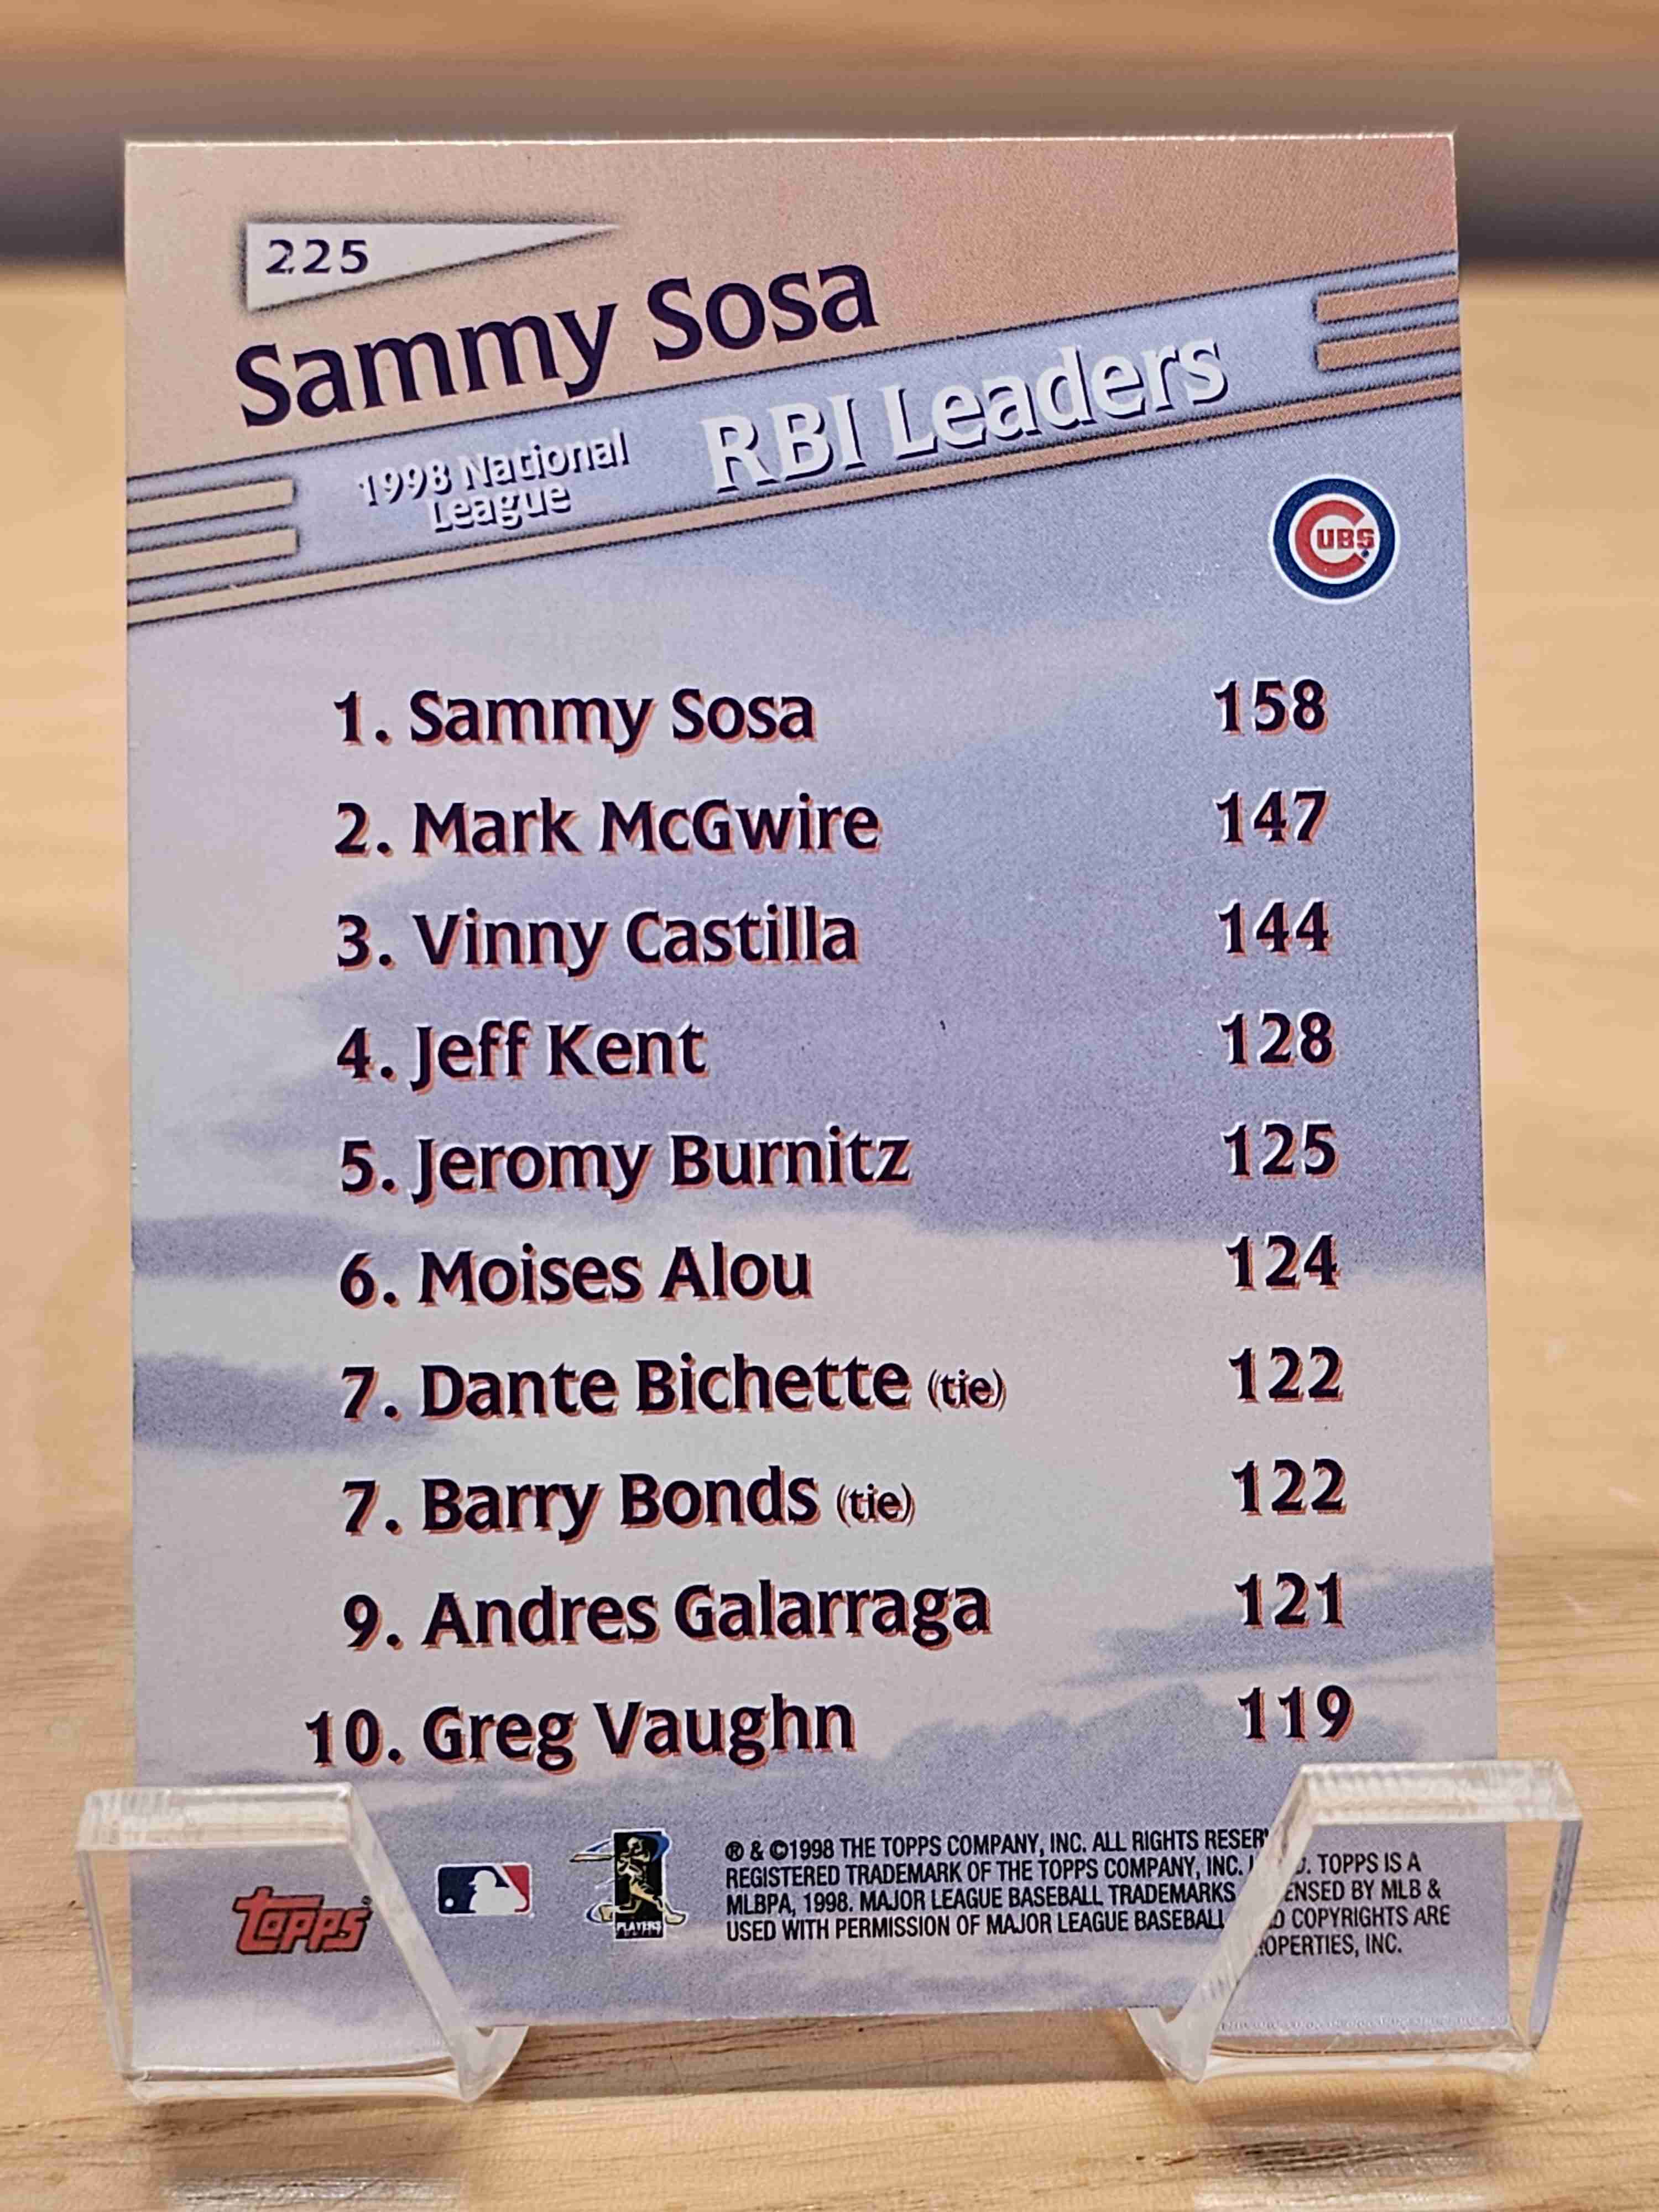 225
Sammy Sosa
1998 National
League
RBI Leaders
CUBS
1. Sammy Sosa 158
2. Mark McGwire 147
3. Vinny Castilla 144
4. Jeff Kent 128
5. Jeromy Burnitz 125
6. Moises Alou 124
7. Dante Bichette (tie) 122
7. Barry Bonds (tie) 122
9. Andres Galarraga 121
10. Greg Vaughn 119
Topps
PLAYERS
® & ©1998 THE TOPPS COMPANY, INC. ALL RIGHTS TOPPS IS A
REGISTERED TRADEMARK OF THE TOPPS COMPANY, INC. BY MLB &
MLBPA, 1998. MAJOR LEAGUE BASEBALL TRADEMARKS COPYRIGHTS ARE
USED WITH PERMISSION OF MAJOR LEAGUE BASEBALL INC.